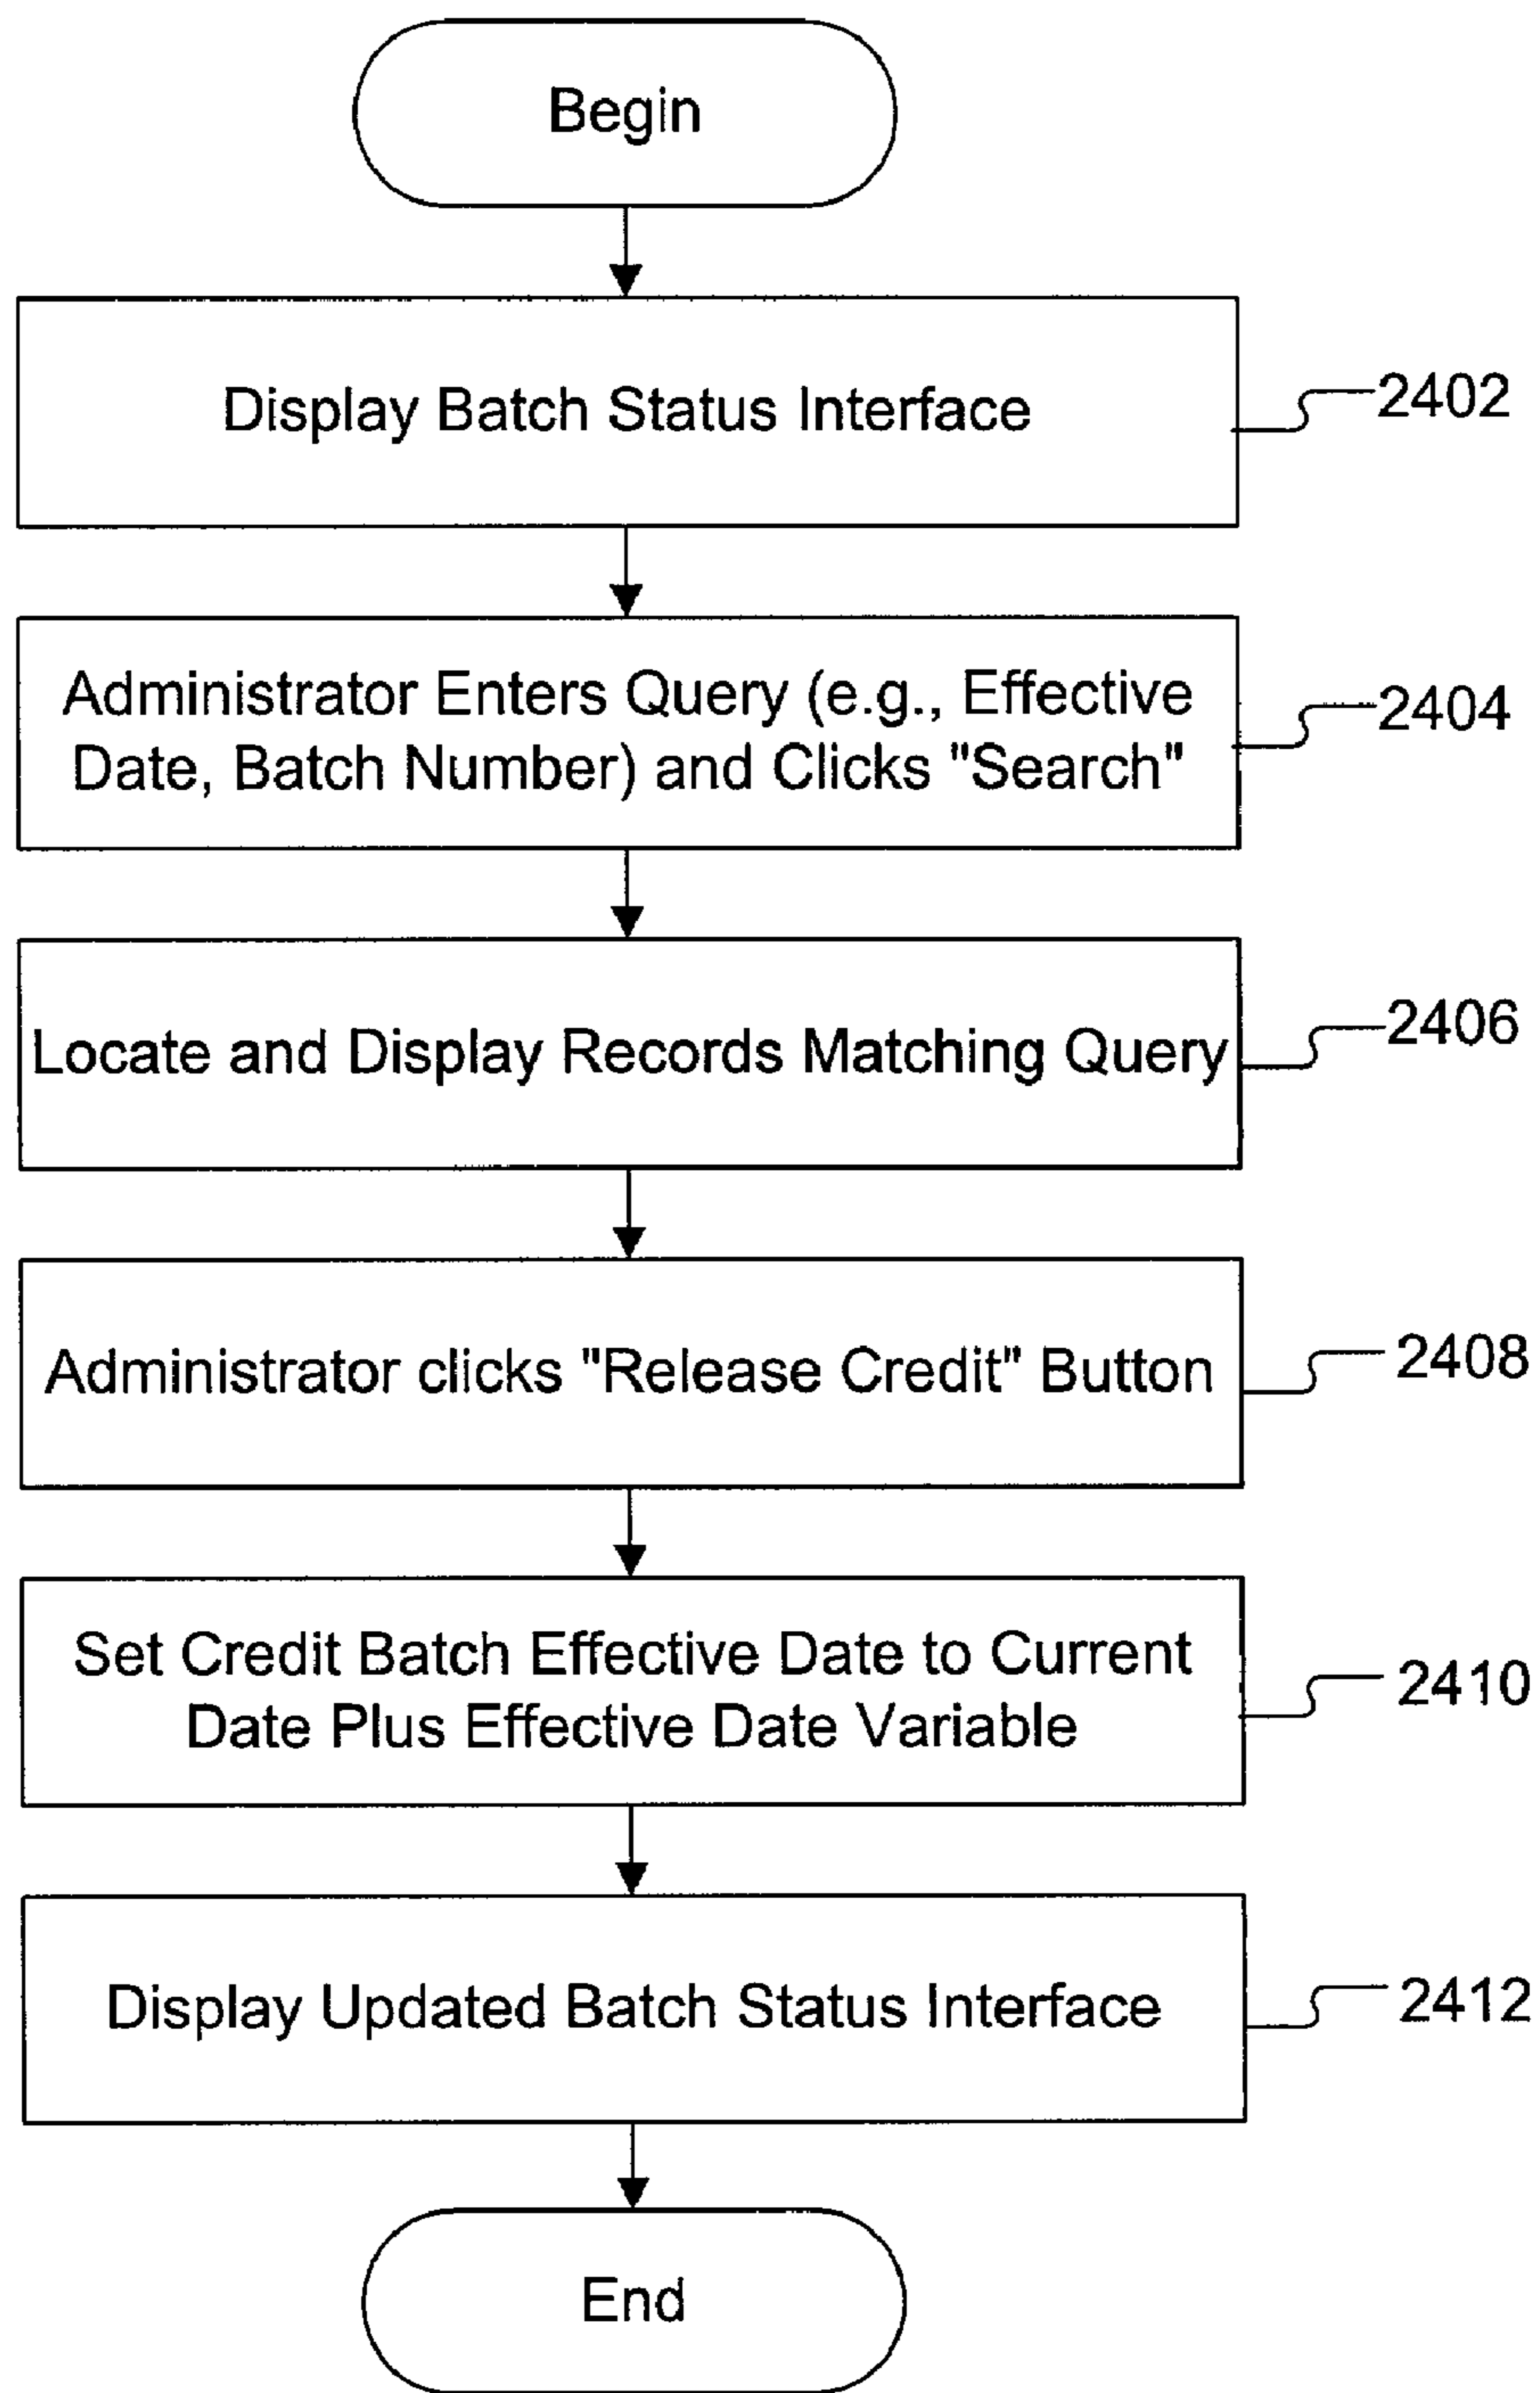 Begin
Display Batch Status Interface
2402
Administrator Enters Query (e.g., Effective
Date, Batch Number) and Clicks "Search"
2404
Locate and Display Records Matching Query
2406
Administrator clicks "Release Credit" Button
2408
Set Credit Batch Effective Date to Current
Date Plus Effective Date Variable
2410
Display Updated Batch Status Interface
2412
End